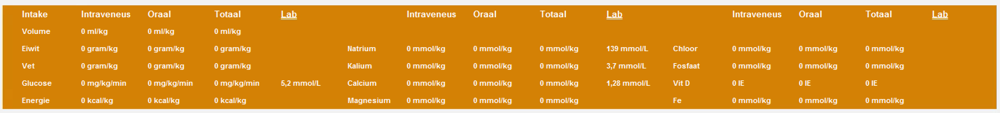 Intake Intraveneus Oraal Totaal Lab Intraveneus Oraal Totaal Lab Intraveneus Oraal Totaal Lab
Volume 0 ml/kg 0 ml/kg 0 ml/kg
Eiwit 0 gram/kg 0 gram/kg 0 gram/kg Natrium 0 mmol/kg 0 mmol/kg 0 mmol/kg 139 mmol/L Chloor 0 mmol/kg 0 mmol/kg 0 mmol/kg
Vet 0 gram/kg 0 gram/kg 0 gram/kg Kalium 0 mmol/kg 0 mmol/kg 0 mmol/kg 3,7 mmol/L Fosfaat 0 mmol/kg 0 mmol/kg 0 mmol/kg
Glucose 0 mg/kg/min 0 mg/kg/min 0 mg/kg/min 5,2 mmol/L Calcium 0 mmol/kg 0 mmol/kg 0 mmol/kg 1,28 mmol/L Vit D 0 IE 0 IE 0 IE
Energie 0 kcal/kg 0 kcal/kg 0 kcal/kg Magnesium 0 mmol/kg 0 mmol/kg 0 mmol/kg Fe 0 mmol/kg 0 mmol/kg 0 mmol/kg